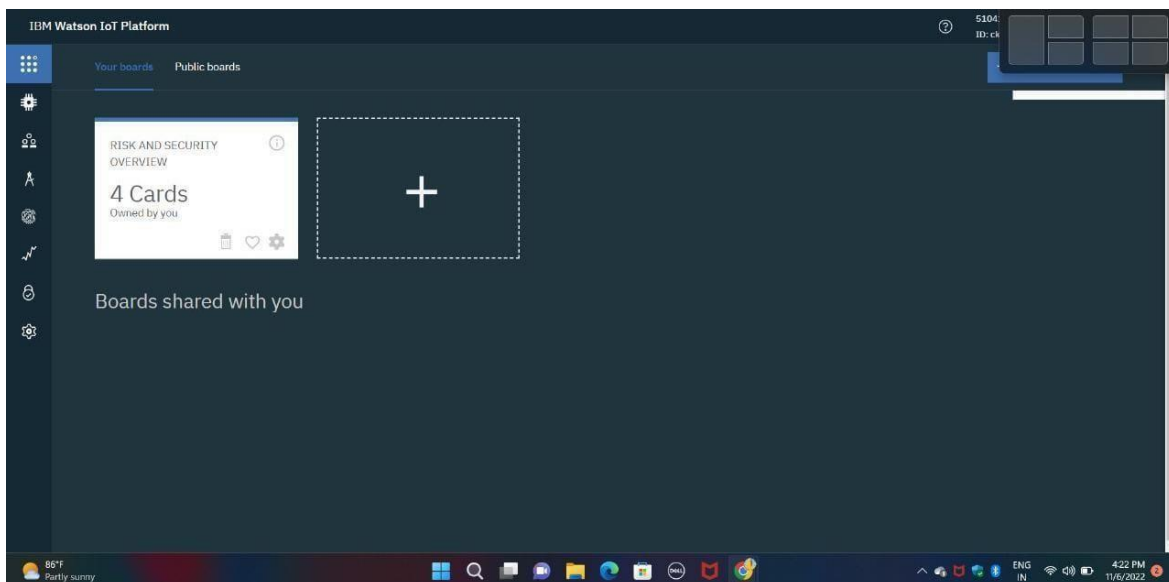 IBM Watson IoT Platform
5104
ID: ck
Your boards
Public boards
RISK AND SECURITY
OVERVIEW
4 Cards
Owned by you
Boards shared with you
86°F
Partly sunny
DELL
ENG
IN
4:22 PM
11/6/2022